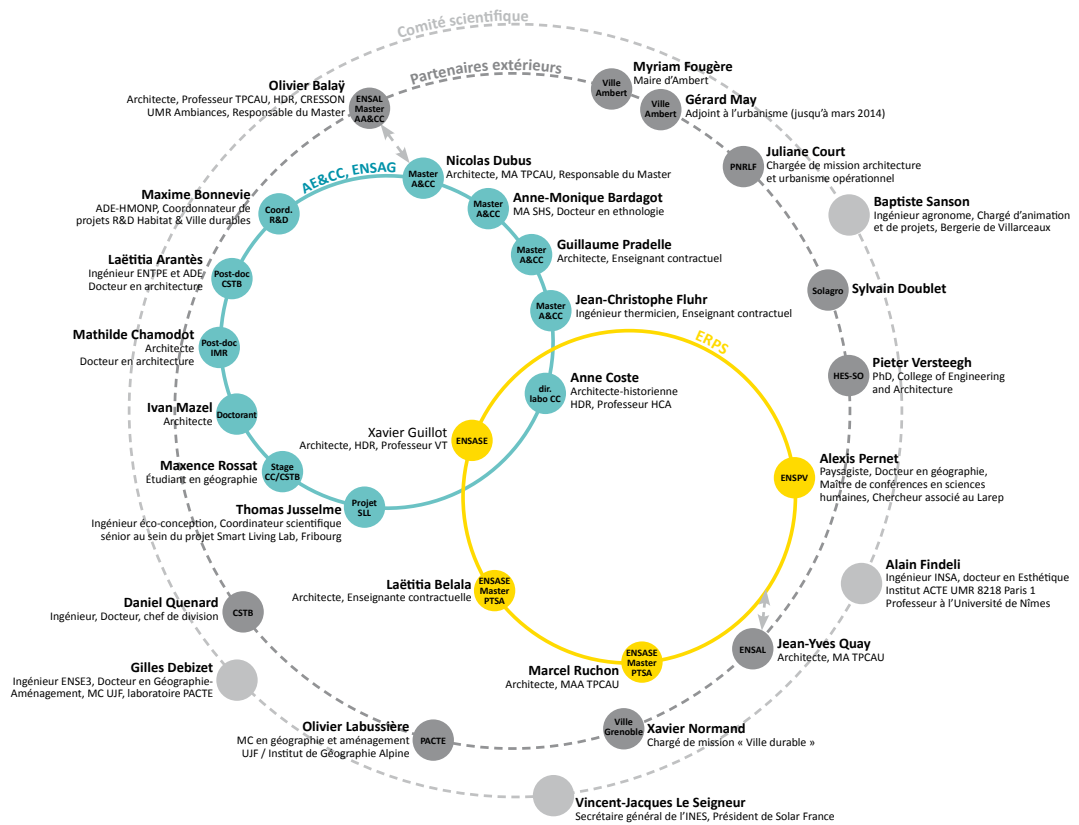 Comité scientifique
Partenaires extérieurs
Olivier Balaÿ
Architecte, Professeur TPCAU, HDR, CRESSON
UMR Ambiances, Responsable du Master
ENSAL
Master
AA&CC
Ville
Ambert
Myriam Fougère
Maire d'Ambert
Ville
Ambert
Gérard May
Adjoint à l'urbanisme (jusqu'à mars 2014)
PNRLF
Juliane Court
Chargée de mission architecture
et urbanisme opérationnel
Baptiste Sanson
Ingénieur agronome, Chargé d'animation
et de projets, Bergerie de Villarceaux
AE&CC, ENSAG
Master
A&CC
Nicolas Dubus
Architecte, MA TPCAU, Responsable du Master
Maxime Bonnevie
ADE-HMONP, Coordonnateur de
projets R&D Habitat & Ville durables
Coord.
R&D
Master
A&CC
Anne-Monique Bardagot
MA SHS, Docteur en ethnologie
Master
A&CC
Guillaume Pradelle
Architecte, Enseignant contractuel
Laëtitia Arantès
Ingénieur ENTPE et ADE
Docteur en architecture
Post-doc
CSTB
Solagro
Sylvain Doublet
Master
A&CC
Jean-Christophe Fluhr
Ingénieur thermicien, Enseignant contractuel
Mathilde Chamodot
Architecte
Docteur en architecture
Post-doc
IMR
ERPS
HES-SO
Pieter Versteegh
PhD, College of Engineering
and Architecture
dir.
labo CC
Anne Coste
Architecte-historienne
HDR, Professeur HCA
Ivan Mazel
Architecte
Doctorant
Xavier Guillot
Architecte, HDR, Professeur VT
ENSASE
Maxence Rossat
Étudiant en géographie
Stage
CC/CSTB
ENSPV
Alexis Pernet
Paysagiste, Docteur en géographie,
Maître de conférences en sciences
humaines, Chercheur associé au Larep
Thomas Jusselme
Ingénieur éco-conception, Coordinateur scientifique
sénior au sein du projet Smart Living Lab, Fribourg
Projet
SLL
Alain Findeli
Ingénieur INSA, docteur en Esthétique
Institut ACTE UMR 8218 Paris 1
Professeur à l'Université de Nîmes
Laëtitia Belala
Architecte, Enseignante contractuelle
ENSASE
Master
PTSA
Daniel Quenard
Ingénieur, Docteur, chef de division
CSTB
ENSAL
Jean-Yves Quay
Architecte, MA TPCAU
Marcel Ruchon
Architecte, MAA TPCAU
ENSASE
Master
PTSA
Gilles Debizet
Ingénieur ENSE3, Docteur en Géographie-
Aménagement, MC UJF, laboratoire PACTE
Olivier Labussière
MC en géographie et aménagement
UJF / Institut de Géographie Alpine
PACTE
Ville
Grenoble
Xavier Normand
Chargé de mission « Ville durable »
Vincent-Jacques Le Seigneur
Secrétaire général de l'INES, Président de Solar France